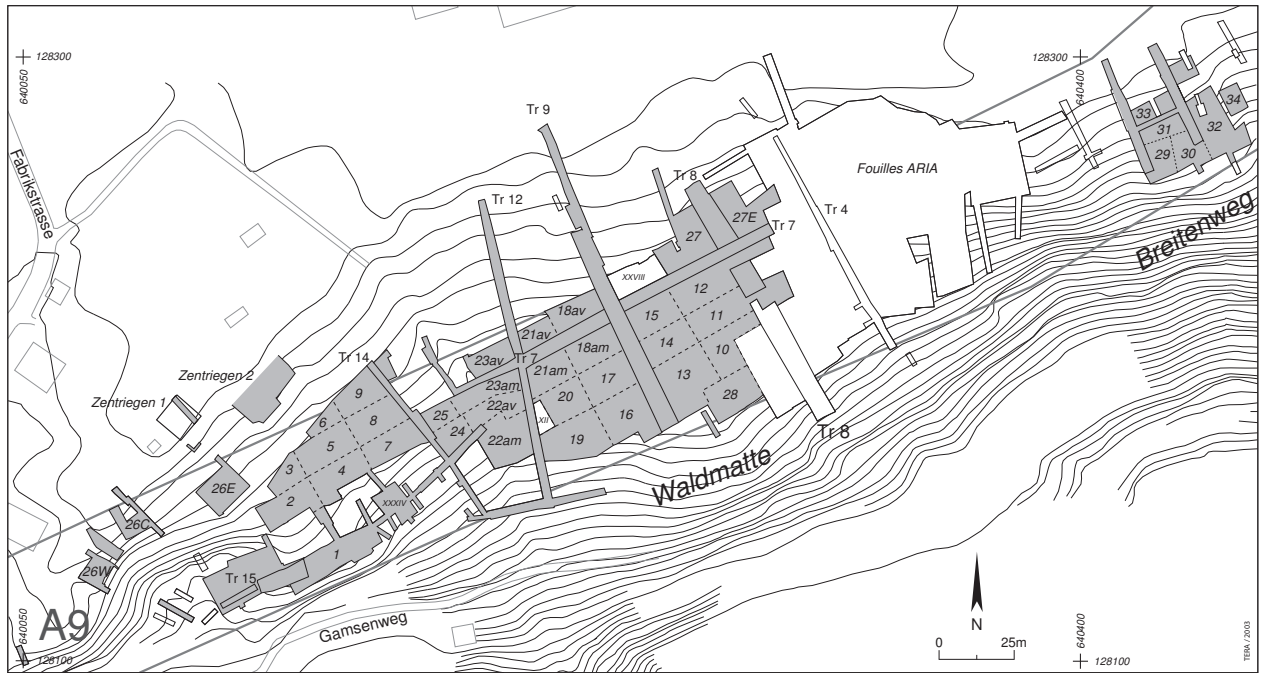 128300
640050
128300
640400
Fabrikstrasse
Tr 9
Tr 12
Tr 8
Tr 4
Tr 7
Fouilles ARIA
33
34
31
32
29
30
Breitenweg
27E
27
XXVIII
12
18av
15
11
21av
18am
14
10
Tr 14
23av
Tr 7
21am
17
13
Zentriegen 2
23am
20
28
Zentriegen 1
9
22av
XII
16
6
8
25
24
22am
19
Tr 8
5
7
3
4
Waldmatte
26E
2
XXXIV
26C
1
26W
Tr 15
A9
Gamsenweg
N
0
25m
640050
128100
640400
128100
TERA / 2003